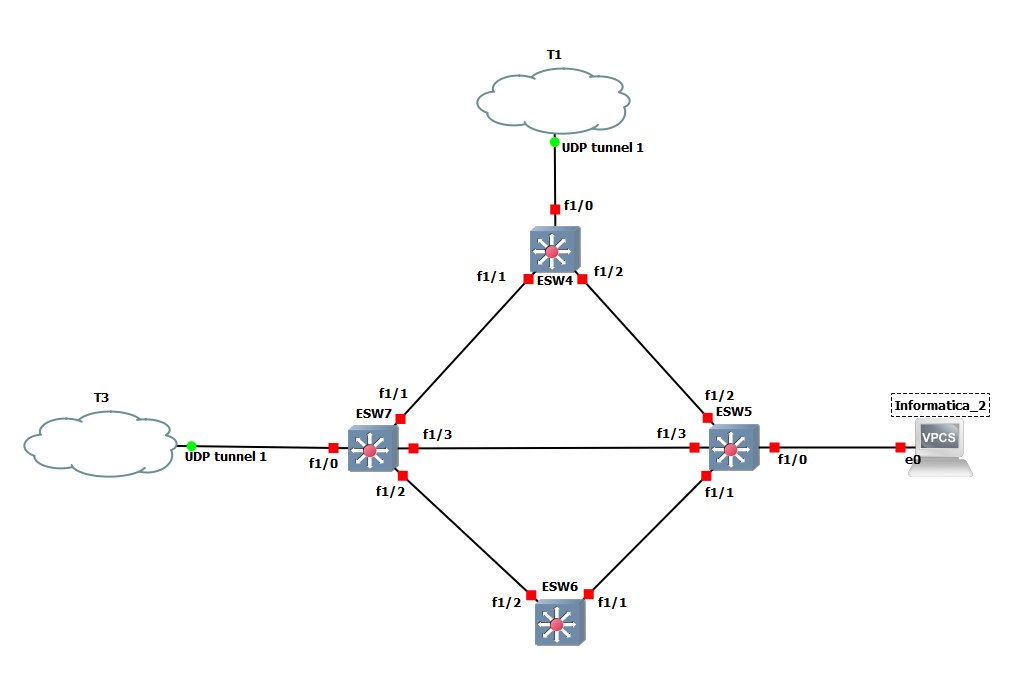 T1
UDP tunnel 1
f1/0
f1/1
f1/2
ESW4
f1/1
f1/2
T3
ESW7
ESW5
Informatica_2
f1/3
f1/3
VPCS
UDP tunnel 1
f1/0
f1/0
e0
f1/2
f1/1
ESW6
f1/2
f1/1